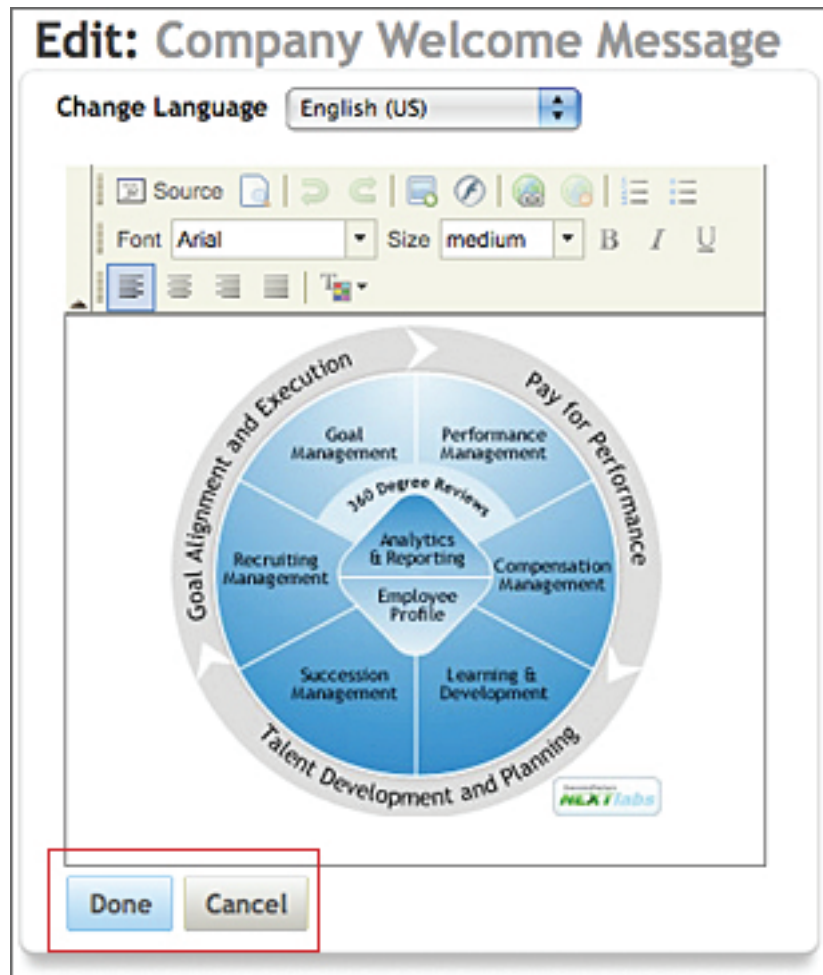 Edit: Company Welcome Message
Change Language English (US)
Source
Font Arial Size medium B I U
Goal Alignment and Execution
Pay for Performance
Goal Management
Performance Management
360 Degree Reviews
Analytics
& Reporting
Recruiting
Management
Compensation
Management
Employee
Profile
Succession
Management
Learning &
Development
Talent Development and Planning
NEXTlabs
Done Cancel